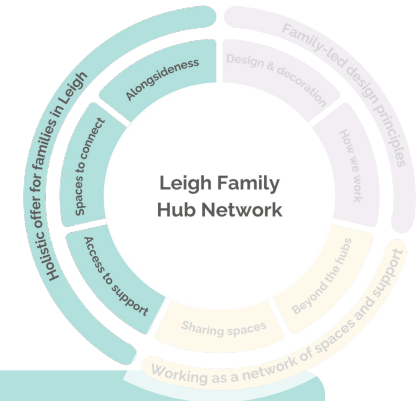 Family-led design principles
Design & decoration
How we work
Holistic offer for families in Leigh
Alongsideness
Spaces to connect
Access to support
Leigh Family
Hub Network
Beyond the hubs
Sharing spaces
Working as a network of spaces and support